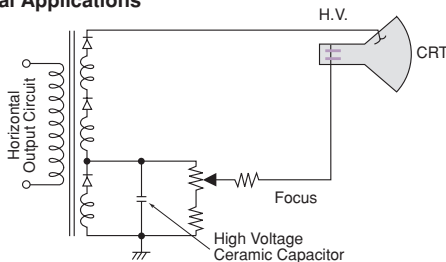 al Applications
H.V.
CRT
Horizontal
Output Circuit
Focus
High Voltage
Ceramic Capacitor